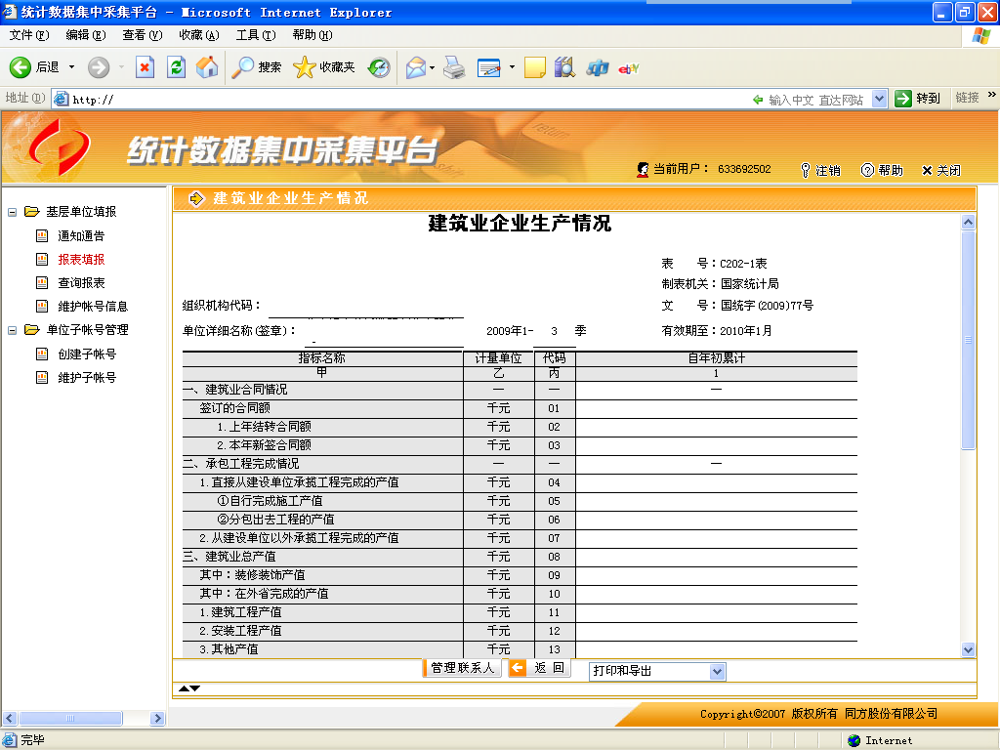 统计数据集中采集平台 - Microsoft Internet Explorer
文件(F) 编辑(E) 查看(V) 收藏(A) 工具(T) 帮助(H)
后退 搜索 收藏夹 ebY
地址(D) http:// 输入中文 直达网站 转到 链接 »
return
统计数据集中采集平台
当前用户： 633692502 注销 帮助 关闭
基层单位填报
通知通告
报表填报
查询报表
维护帐号信息
单位子帐号管理
创建子帐号
维护子帐号
建筑业企业生产情况
建筑业企业生产情况
表 号：C202-1表
制表机关：国家统计局
组织机构代码： 文 号：国统字(2009)77号
单位详细名称(签章)： 2009年1- 3 季 有效期至：2010年1月
指标名称 计量单位 代码 自年初累计
甲 乙 丙 1
一、建筑业合同情况 — — —
签订的合同额 千元 01
1.上年结转合同额 千元 02
2.本年新签合同额 千元 03
二、承包工程完成情况 — — —
1.直接从建设单位承揽工程完成的产值 千元 04
①自行完成施工产值 千元 05
②分包出去工程的产值 千元 06
2.从建设单位以外承揽工程完成的产值 千元 07
三、建筑业总产值 千元 08
其中：装修装饰产值 千元 09
其中：在外省完成的产值 千元 10
1.建筑工程产值 千元 11
2.安装工程产值 千元 12
3.其他产值 千元 13
管理联系人 返 回 打印和导出
Copyright©2007 版权所有 同方股份有限公司
完毕 Internet